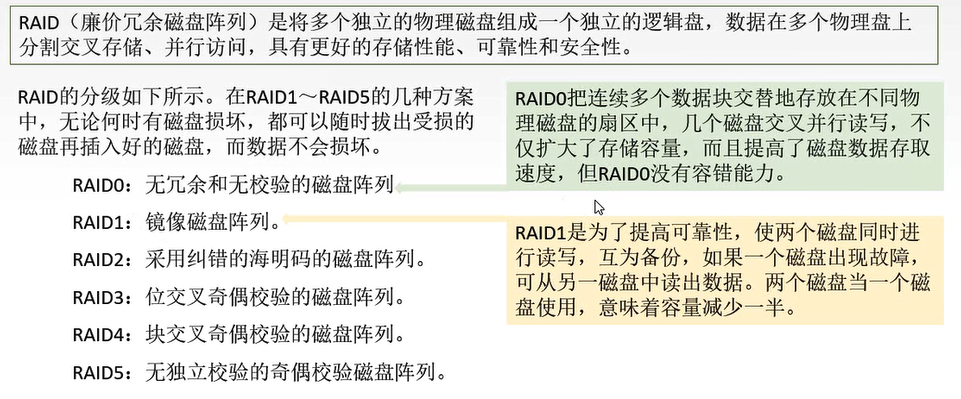 RAID（廉价冗余磁盘阵列）是将多个独立的物理磁盘组成一个独立的逻辑盘，数据在多个物理盘上
分割交叉存储、并行访问，具有更好的存储性能、可靠性和安全性。
RAID的分级如下所示。在RAID1～RAID5的几种方案
中，无论何时有磁盘损坏，都可以随时拔出受损的
磁盘再插入好的磁盘，而数据不会损坏。
RAID0：无冗余和无校验的磁盘阵列
RAID1：镜像磁盘阵列。
RAID2：采用纠错的海明码的磁盘阵列。
RAID3：位交叉奇偶校验的磁盘阵列。
RAID4：块交叉奇偶校验的磁盘阵列。
RAID5：无独立校验的奇偶校验磁盘阵列。
RAID0把连续多个数据块交替地存放在不同物
理磁盘的扇区中，几个磁盘交叉并行读写，不
仅扩大了存储容量，而且提高了磁盘数据存取
速度，但RAID0没有容错能力。
RAID1是为了提高可靠性，使两个磁盘同时进
行读写，互为备份，如果一个磁盘出现故障，
可从另一磁盘中读出数据。两个磁盘当一个磁
盘使用，意味着容量减少一半。